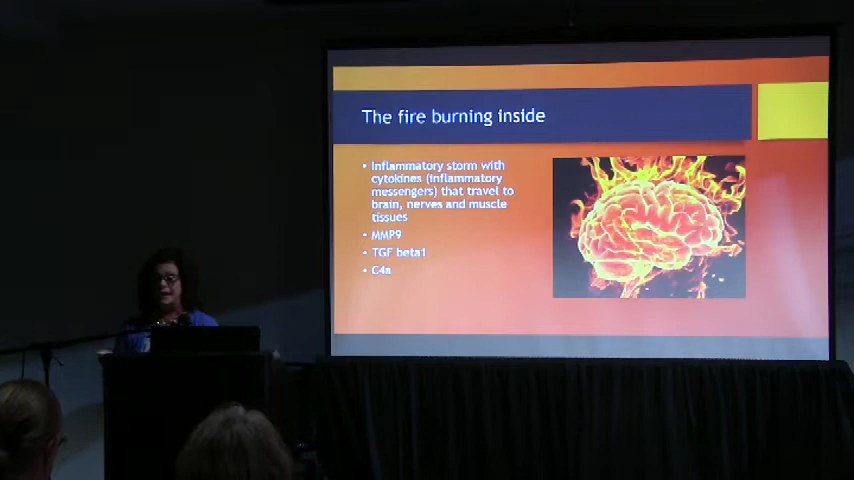 The fire burning inside
• Inflammatory storm with
cytokines (inflammatory
messengers) that travel to
brain, nerves and muscle
tissues
• MMP9
• TGF beta1
• C4a